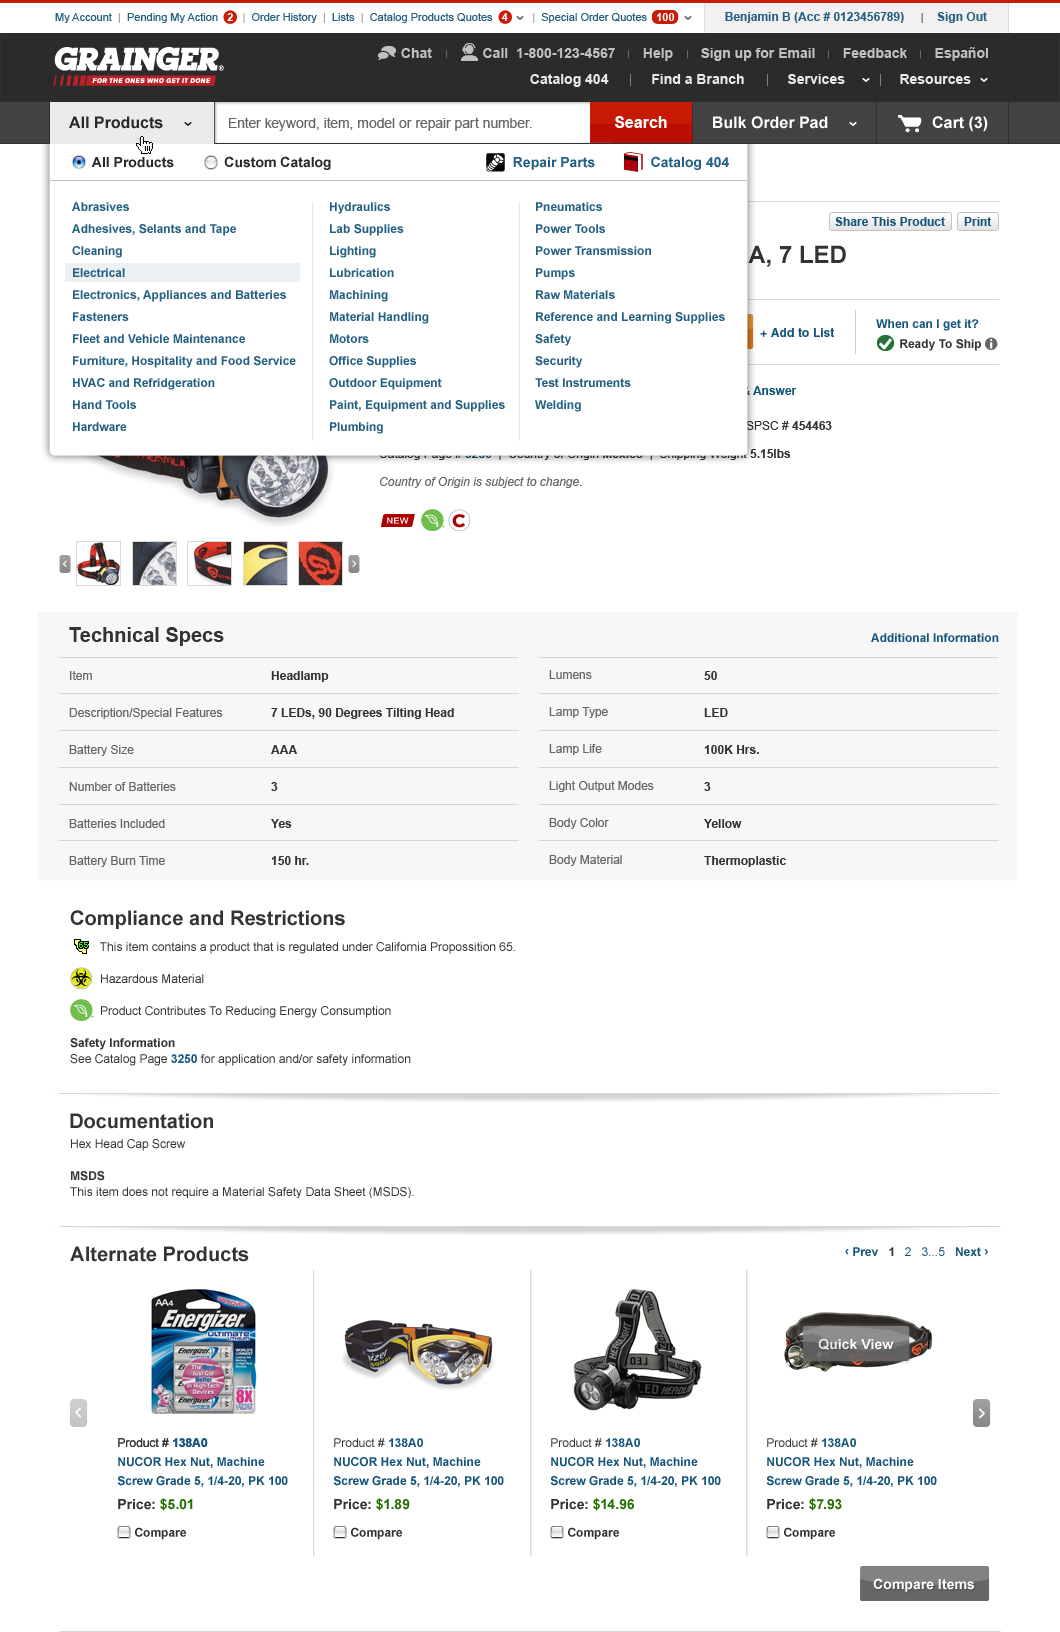 My Account | Pending My Action 2 | Order History | Lists | Catalog Products Quotes 4 | Special Order Quotes 100
Benjamin B (Acc # 0123456789) | Sign Out
GRAINGER®
FOR THE ONES WHO GET IT DONE
Chat | Call 1-800-123-4567 | Help | Sign up for Email | Feedback | Español
Catalog 404 | Find a Branch | Services | Resources
All Products
Enter keyword, item, model or repair part number.
Search
Bulk Order Pad
Cart (3)
All Products
Custom Catalog
Repair Parts
Catalog 404
Abrasives
Adhesives, Selants and Tape
Cleaning
Electrical
Electronics, Appliances and Batteries
Fasteners
Fleet and Vehicle Maintenance
Furniture, Hospitality and Food Service
HVAC and Refridgeration
Hand Tools
Hardware
Hydraulics
Lab Supplies
Lighting
Lubrication
Machining
Material Handling
Motors
Office Supplies
Outdoor Equipment
Paint, Equipment and Supplies
Plumbing
Pneumatics
Power Tools
Power Transmission
Pumps
Raw Materials
Reference and Learning Supplies
Safety
Security
Test Instruments
Welding
Share This Product
Print
A, 7 LED
+ Add to List
When can I get it?
Ready To Ship
& Answer
SPSC # 454463
Catalog Page # 3250 | Country of Origin Mexico | Shipping Weight 5.15lbs
Country of Origin is subject to change.
NEW
C
Technical Specs
Additional Information
Item Headlamp
Description/Special Features 7 LEDs, 90 Degrees Tilting Head
Battery Size AAA
Number of Batteries 3
Batteries Included Yes
Battery Burn Time 150 hr.
Lumens 50
Lamp Type LED
Lamp Life 100K Hrs.
Light Output Modes 3
Body Color Yellow
Body Material Thermoplastic
Compliance and Restrictions
This item contains a product that is regulated under California Propossition 65.
Hazardous Material
Product Contributes To Reducing Energy Consumption
Safety Information
See Catalog Page 3250 for application and/or safety information
Documentation
Hex Head Cap Screw
MSDS
This item does not require a Material Safety Data Sheet (MSDS).
Alternate Products
‹ Prev 1 2 3...5 Next ›
AA4
Energizer
ULTIMATE
8X
Quick View
Product # 138A0
NUCOR Hex Nut, Machine
Screw Grade 5, 1/4-20, PK 100
Price: $5.01
Compare
Product # 138A0
NUCOR Hex Nut, Machine
Screw Grade 5, 1/4-20, PK 100
Price: $1.89
Compare
Product # 138A0
NUCOR Hex Nut, Machine
Screw Grade 5, 1/4-20, PK 100
Price: $14.96
Compare
Product # 138A0
NUCOR Hex Nut, Machine
Screw Grade 5, 1/4-20, PK 100
Price: $7.93
Compare
Compare Items